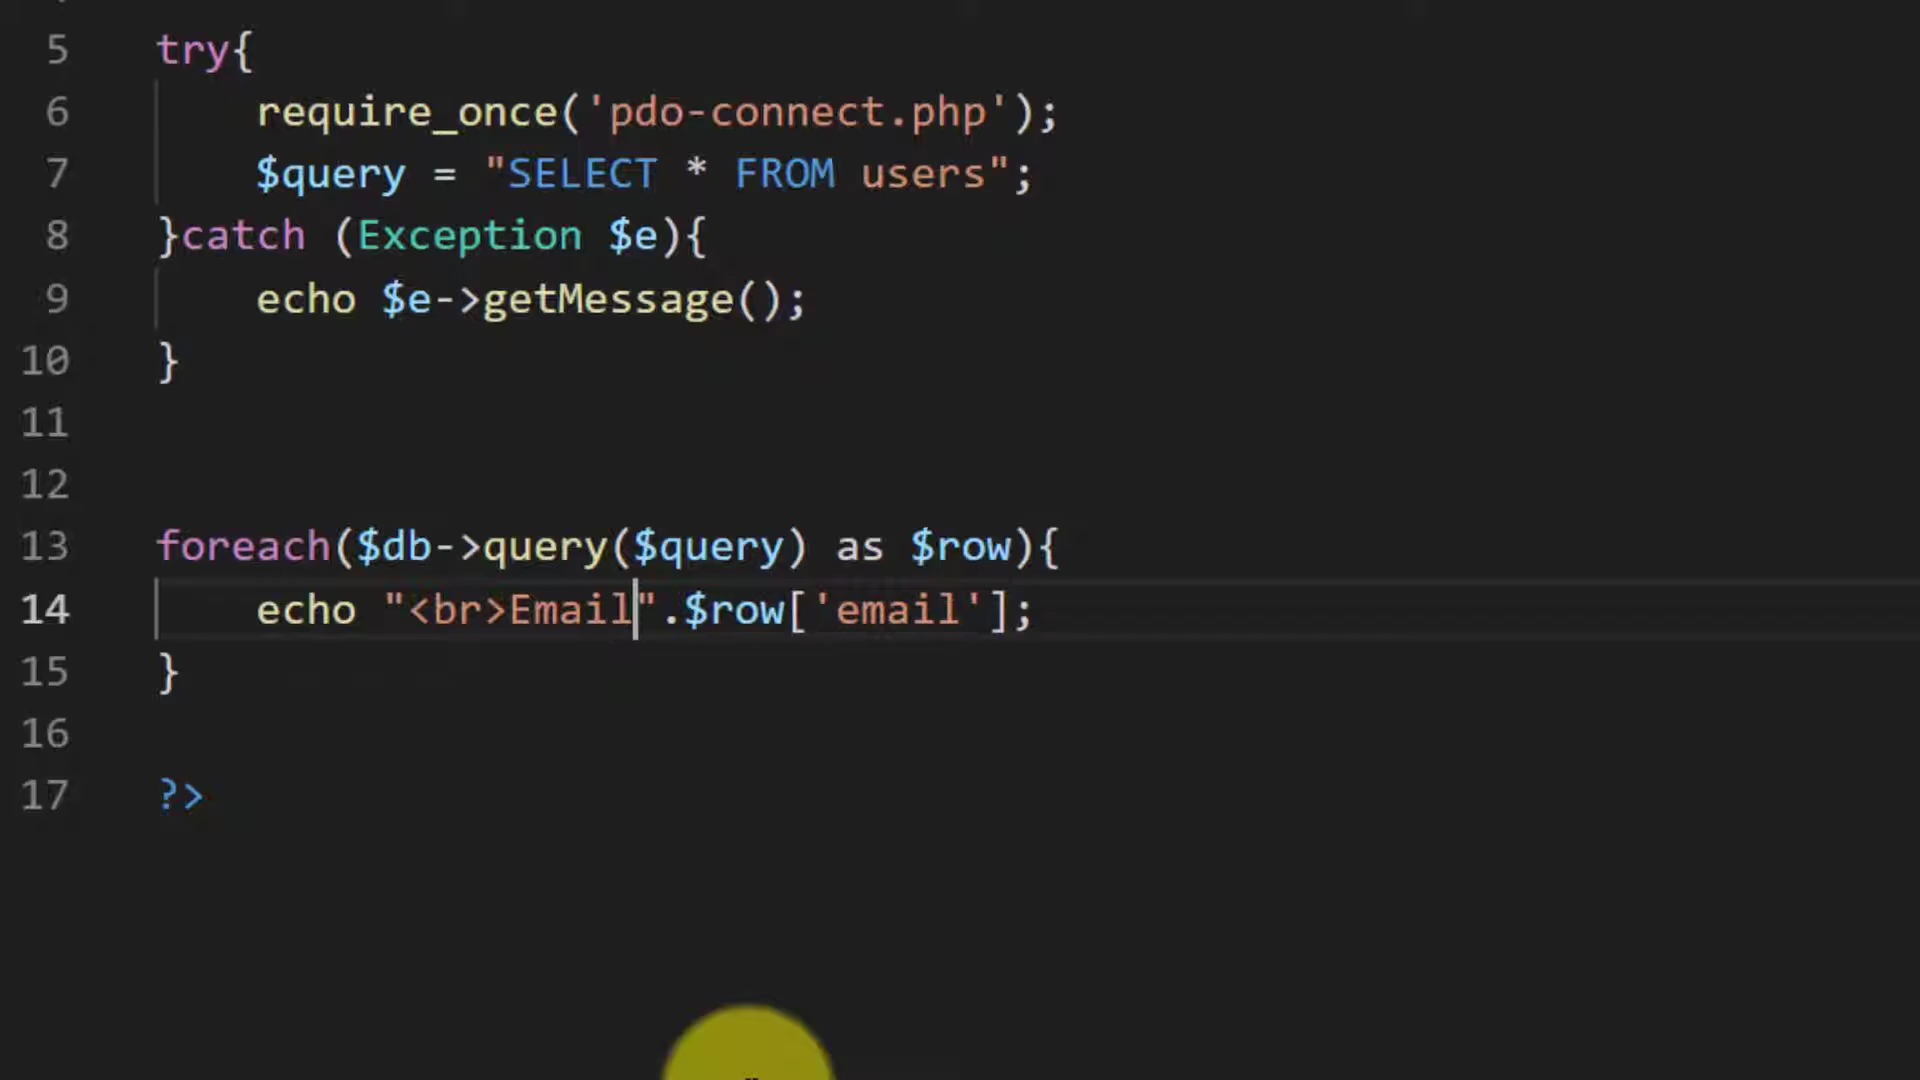 5 try{
6 require_once('pdo-connect.php');
7 $query = "SELECT * FROM users";
8 }catch (Exception $e){
9 echo $e->getMessage();
10 }
11
12
13 foreach($db->query($query) as $row){
14 echo "<br>Email".$row['email'];
15 }
16
17 ?>